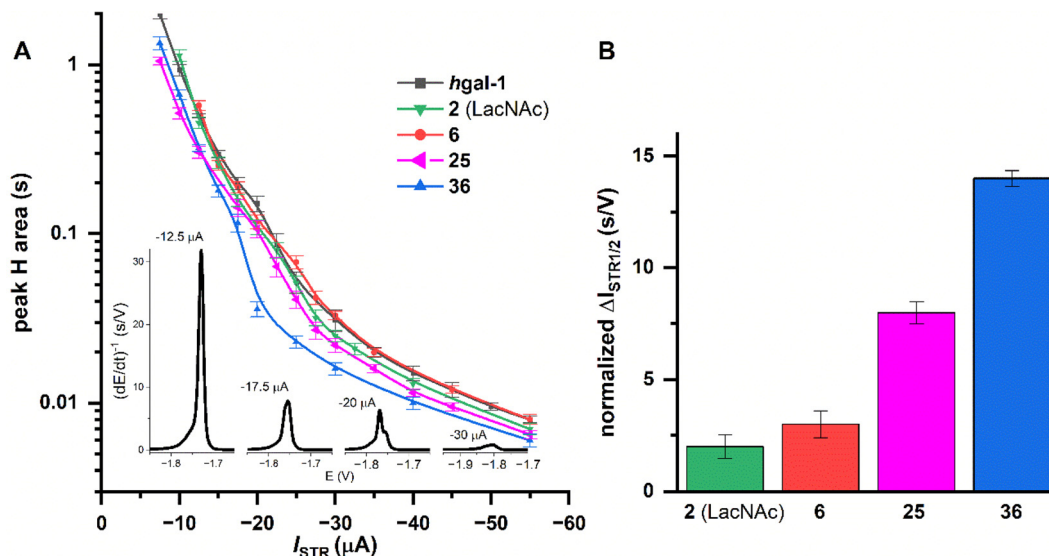 A
peak H area (s)
1
0.1
0.01
0
−10
−20
−30
−40
−50
−60
I_STR (μA)
hgal-1
2 (LacNAc)
6
25
36
(dE/dt)⁻¹ (s/V)
30
20
10
0
-12.5 μA
-17.5 μA
-20 μA
-30 μA
−1.8
−1.7
−1.8
−1.7
−1.8
−1.7
−1.9
−1.8
−1.7
E (V)
B
normalized ΔI_STR1/2 (s/V)
15
10
5
0
2 (LacNAc)
6
25
36